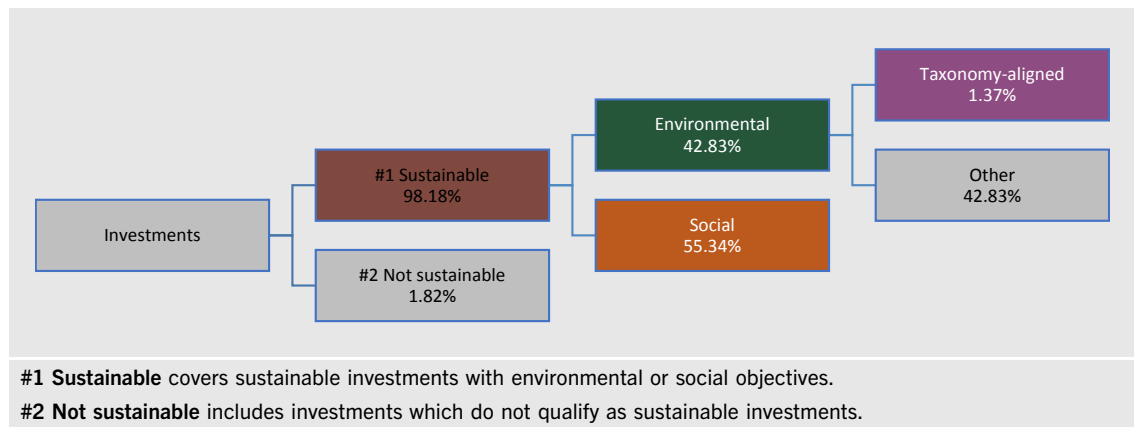 Investments
#1 Sustainable
98.18%
#2 Not sustainable
1.82%
Environmental
42.83%
Social
55.34%
Taxonomy-aligned
1.37%
Other
42.83%
#1 Sustainable covers sustainable investments with environmental or social objectives.
#2 Not sustainable includes investments which do not qualify as sustainable investments.